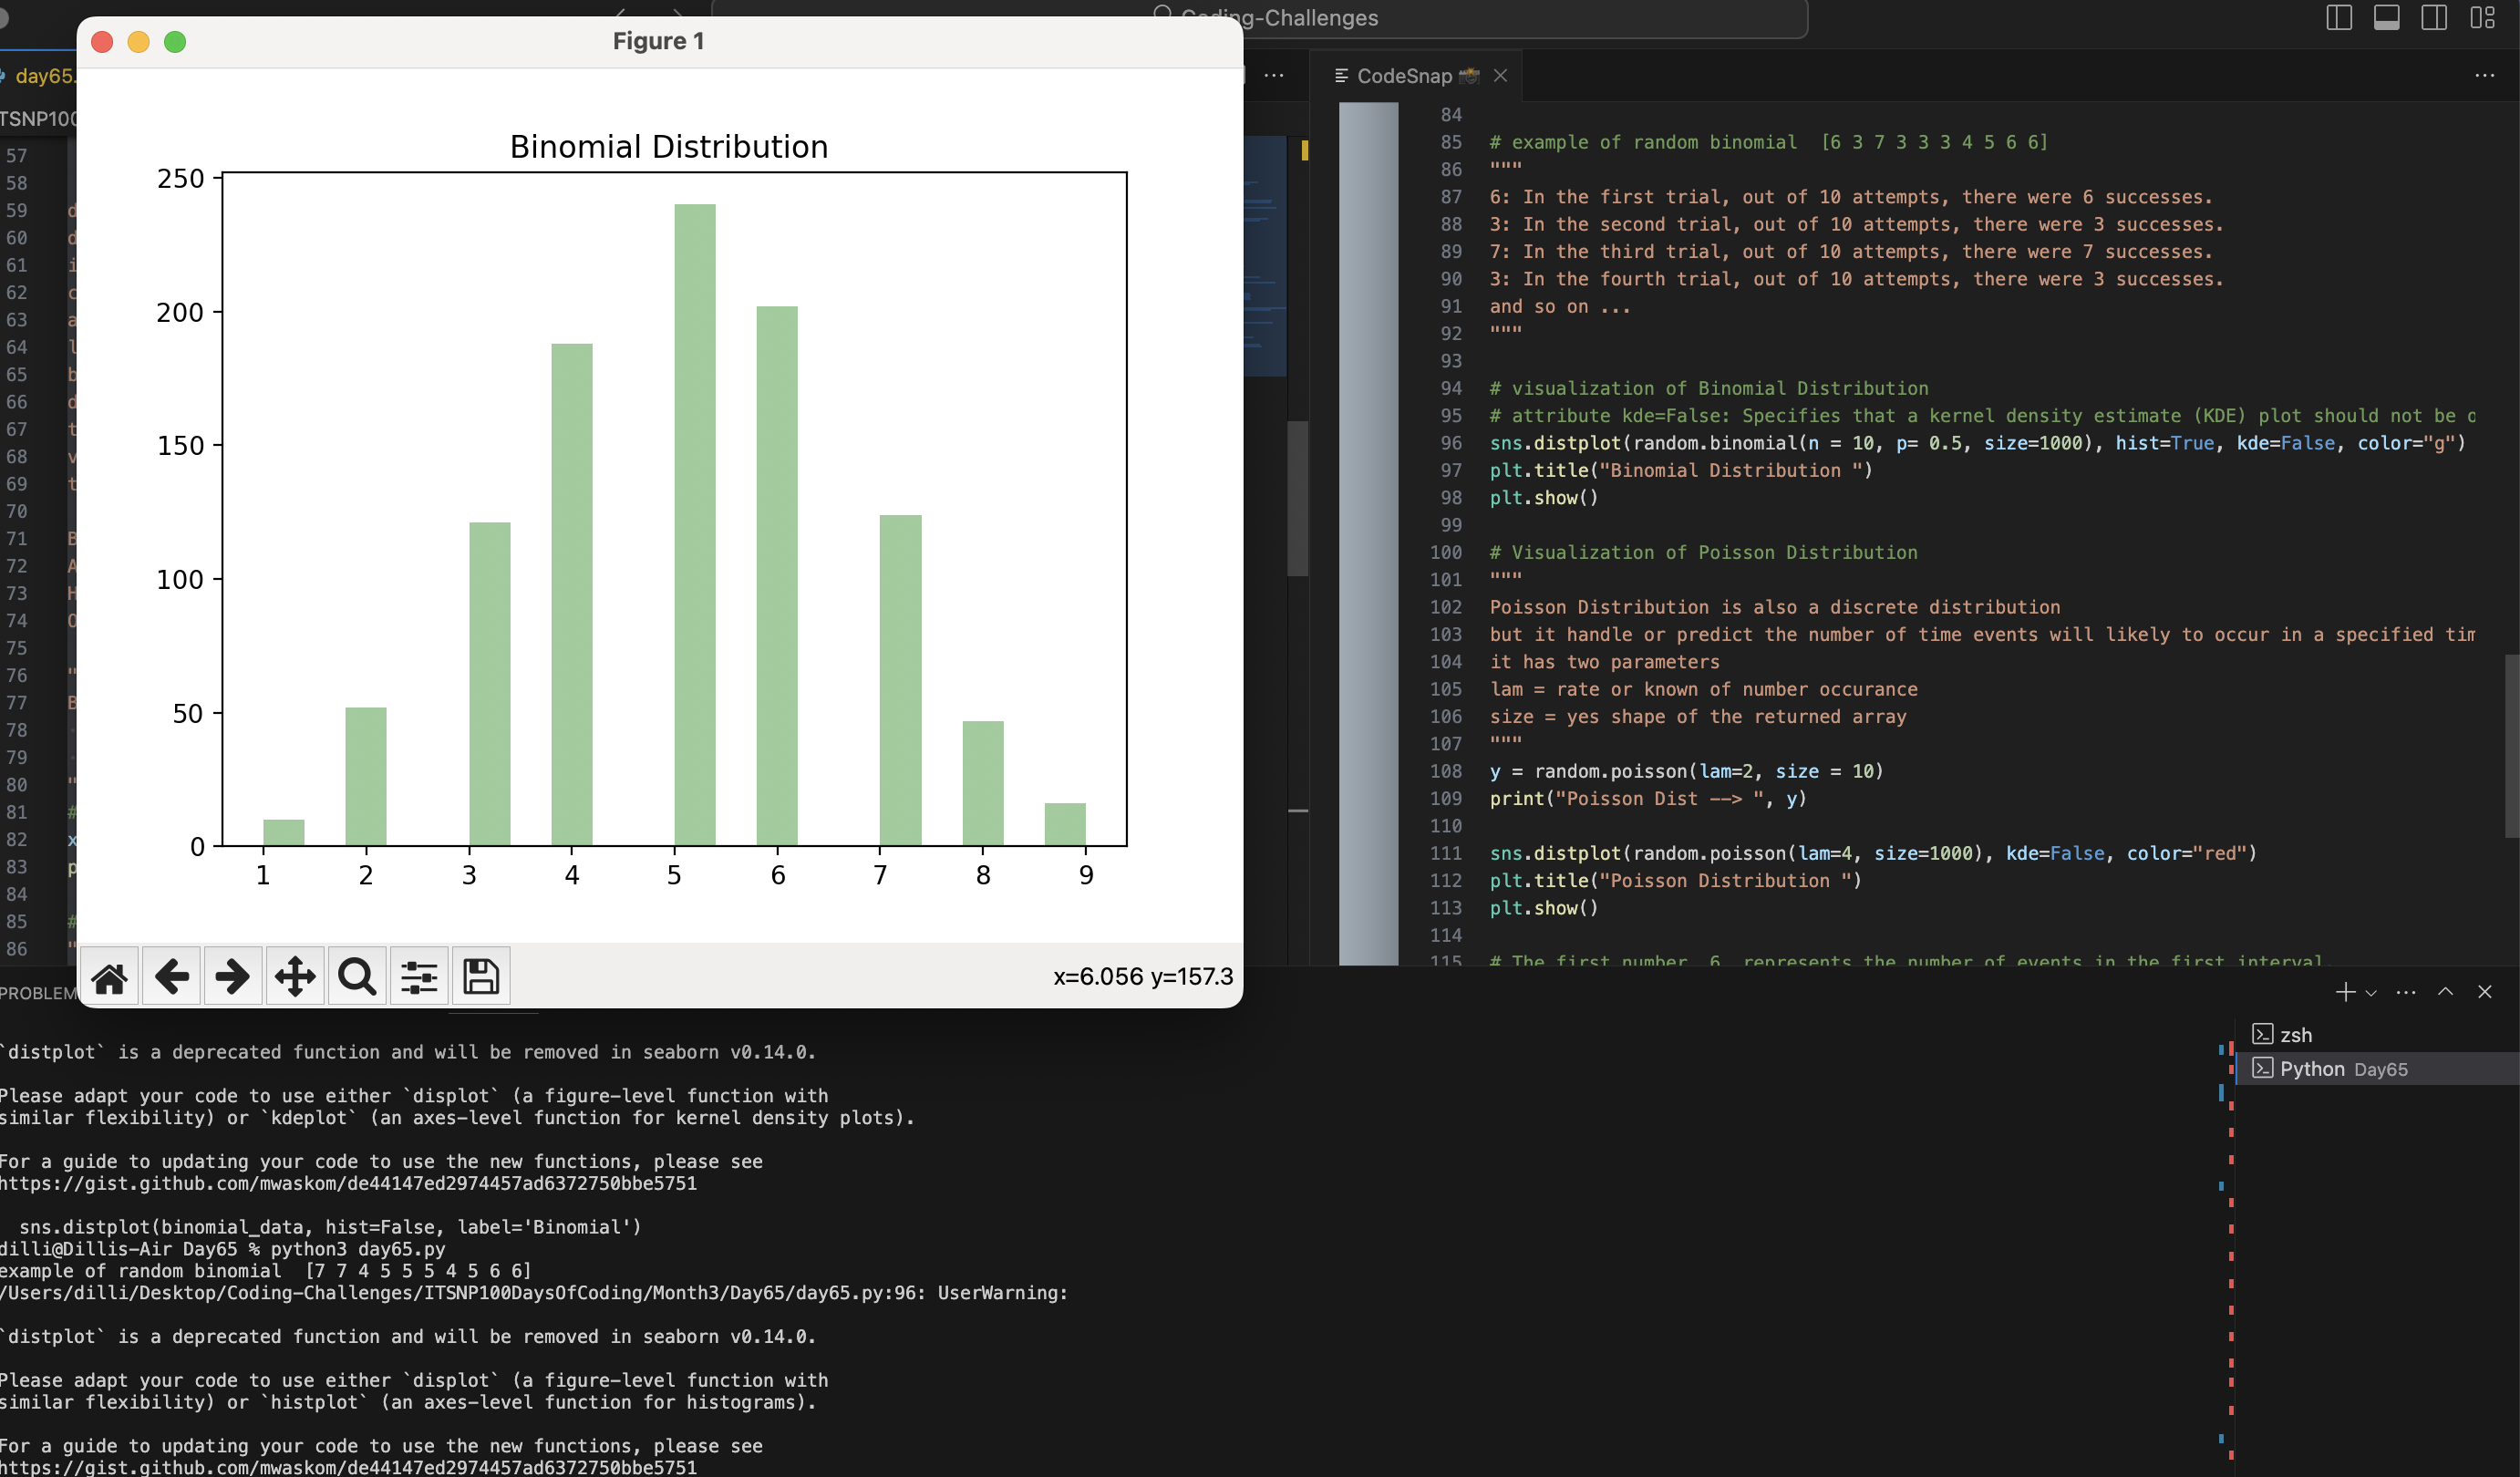 Coding-Challenges
Figure 1
day65.
TSNP100
Binomial Distribution
250
200
150
100
50
0
1 2 3 4 5 6 7 8 9
x=6.056 y=157.3
57
58
59
60
61
62
63
64
65
66
67
68
69
70
71
72
73
74
75
76
77
78
79
80
81
82
83
84
85
86
CodeSnap
84
85 # example of random binomial  [6 3 7 3 3 3 4 5 6 6]
86 """
87 6: In the first trial, out of 10 attempts, there were 6 successes.
88 3: In the second trial, out of 10 attempts, there were 3 successes.
89 7: In the third trial, out of 10 attempts, there were 7 successes.
90 3: In the fourth trial, out of 10 attempts, there were 3 successes.
91 and so on ...
92 """
93
94 # visualization of Binomial Distribution
95 # attribute kde=False: Specifies that a kernel density estimate (KDE) plot should not be
96 sns.distplot(random.binomial(n = 10, p= 0.5, size=1000), hist=True, kde=False, color="g")
97 plt.title("Binomial Distribution ")
98 plt.show()
99
100 # Visualization of Poisson Distribution
101 """
102 Poisson Distribution is also a discrete distribution
103 but it handle or predict the number of time events will likely to occur in a specified tim
104 it has two parameters
105 lam = rate or known of number occurance
106 size = yes shape of the returned array
107 """
108 y = random.poisson(lam=2, size = 10)
109 print("Poisson Dist --> ", y)
110
111 sns.distplot(random.poisson(lam=4, size=1000), kde=False, color="red")
112 plt.title("Poisson Distribution ")
113 plt.show()
114
115 # The first number, 6, represents the number of events in the first interval.
PROBLEM
`distplot` is a deprecated function and will be removed in seaborn v0.14.0.
Please adapt your code to use either `displot` (a figure-level function with
similar flexibility) or `kdeplot` (an axes-level function for kernel density plots).
For a guide to updating your code to use the new functions, please see
https://gist.github.com/mwaskom/de44147ed2974457ad6372750bbe5751
sns.distplot(binomial_data, hist=False, label='Binomial')
dilli@Dillis-Air Day65 % python3 day65.py
example of random binomial  [7 7 4 5 5 5 4 5 6 6]
/Users/dilli/Desktop/Coding-Challenges/ITSNP100DaysOfCoding/Month3/Day65/day65.py:96: UserWarning:
`distplot` is a deprecated function and will be removed in seaborn v0.14.0.
Please adapt your code to use either `displot` (a figure-level function with
similar flexibility) or `histplot` (an axes-level function for histograms).
For a guide to updating your code to use the new functions, please see
https://gist.github.com/mwaskom/de44147ed2974457ad6372750bbe5751
zsh
Python Day65